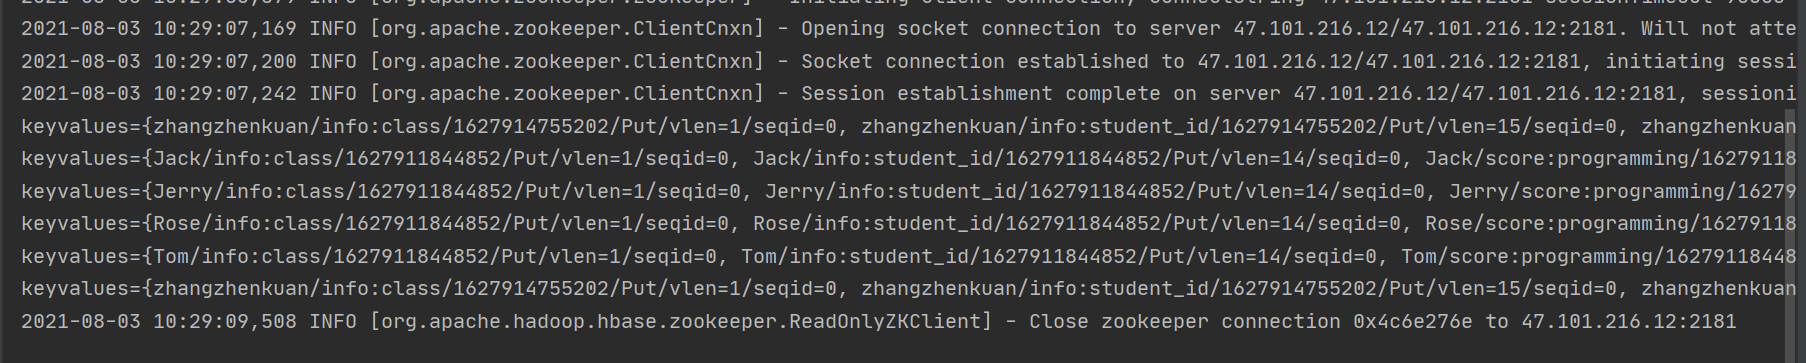 2021-08-03 10:29:07,169 INFO [org.apache.zookeeper.ClientCnxn] - Opening socket connection to server 47.101.216.12/47.101.216.12:2181. Will not atte
2021-08-03 10:29:07,200 INFO [org.apache.zookeeper.ClientCnxn] - Socket connection established to 47.101.216.12/47.101.216.12:2181, initiating sessi
2021-08-03 10:29:07,242 INFO [org.apache.zookeeper.ClientCnxn] - Session establishment complete on server 47.101.216.12/47.101.216.12:2181, sessioni
keyvalues={zhangzhenkuan/info:class/1627914755202/Put/vlen=1/seqid=0, zhangzhenkuan/info:student_id/1627914755202/Put/vlen=15/seqid=0, zhangzhenkuan
keyvalues={Jack/info:class/1627911844852/Put/vlen=1/seqid=0, Jack/info:student_id/1627911844852/Put/vlen=14/seqid=0, Jack/score:programming/16279118
keyvalues={Jerry/info:class/1627911844852/Put/vlen=1/seqid=0, Jerry/info:student_id/1627911844852/Put/vlen=14/seqid=0, Jerry/score:programming/16279
keyvalues={Rose/info:class/1627911844852/Put/vlen=1/seqid=0, Rose/info:student_id/1627911844852/Put/vlen=14/seqid=0, Rose/score:programming/16279118
keyvalues={Tom/info:class/1627911844852/Put/vlen=1/seqid=0, Tom/info:student_id/1627911844852/Put/vlen=14/seqid=0, Tom/score:programming/16279118448
keyvalues={zhangzhenkuan/info:class/1627914755202/Put/vlen=1/seqid=0, zhangzhenkuan/info:student_id/1627914755202/Put/vlen=15/seqid=0, zhangzhenkuan
2021-08-03 10:29:09,508 INFO [org.apache.hadoop.hbase.zookeeper.ReadOnlyZKClient] - Close zookeeper connection 0x4c6e276e to 47.101.216.12:2181